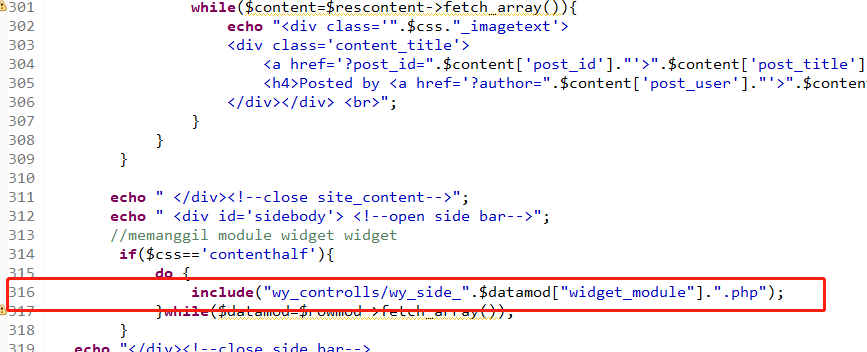 301 while($content=$rescontent->fetch_array()){
302 echo "<div class='".$css."_imagetext'>
303 <div class='content_title'>
304 <a href='?post_id=".$content['post_id']."'>".$content['post_title']
305 <h4>Posted by <a href='?author=".$content['post_user']."'>".$conten
306 </div></div> <br>";
307 }
308 }
309 }
310
311 echo " </div><!--close site_content-->";
312 echo " <div id='sidebody'> <!--open side bar-->";
313 //memanggil module widget widget
314 if($css=='contenthalf'){
315 do {
316 include("wy_controlls/wy_side_".$datamod["widget_module"].".php");
317 }while($datamod=$rowmod->fetch_array());
318 }
319 echo "</div><!--close side bar-->